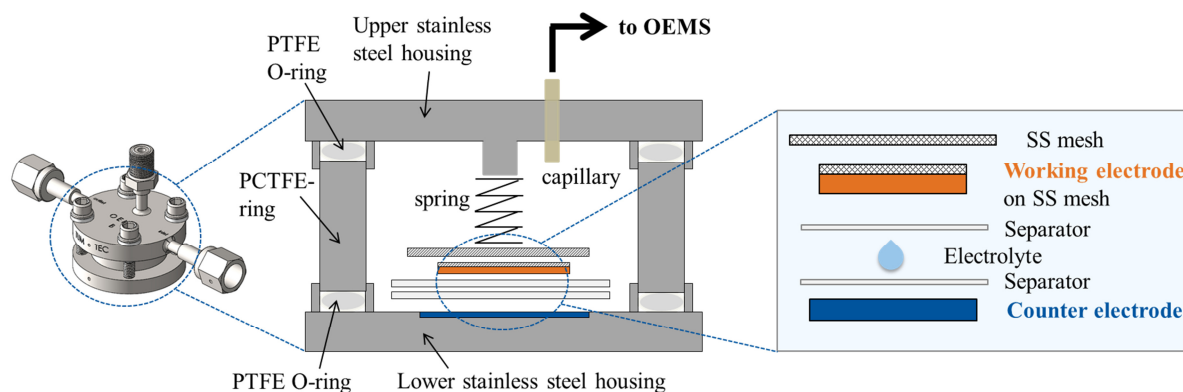 Upper stainless
steel housing
to OEMS
PTFE
O-ring
PCTFE-
ring
spring
capillary
PTFE O-ring
Lower stainless steel housing
SS mesh
Working electrode
on SS mesh
Separator
Electrolyte
Separator
Counter electrode